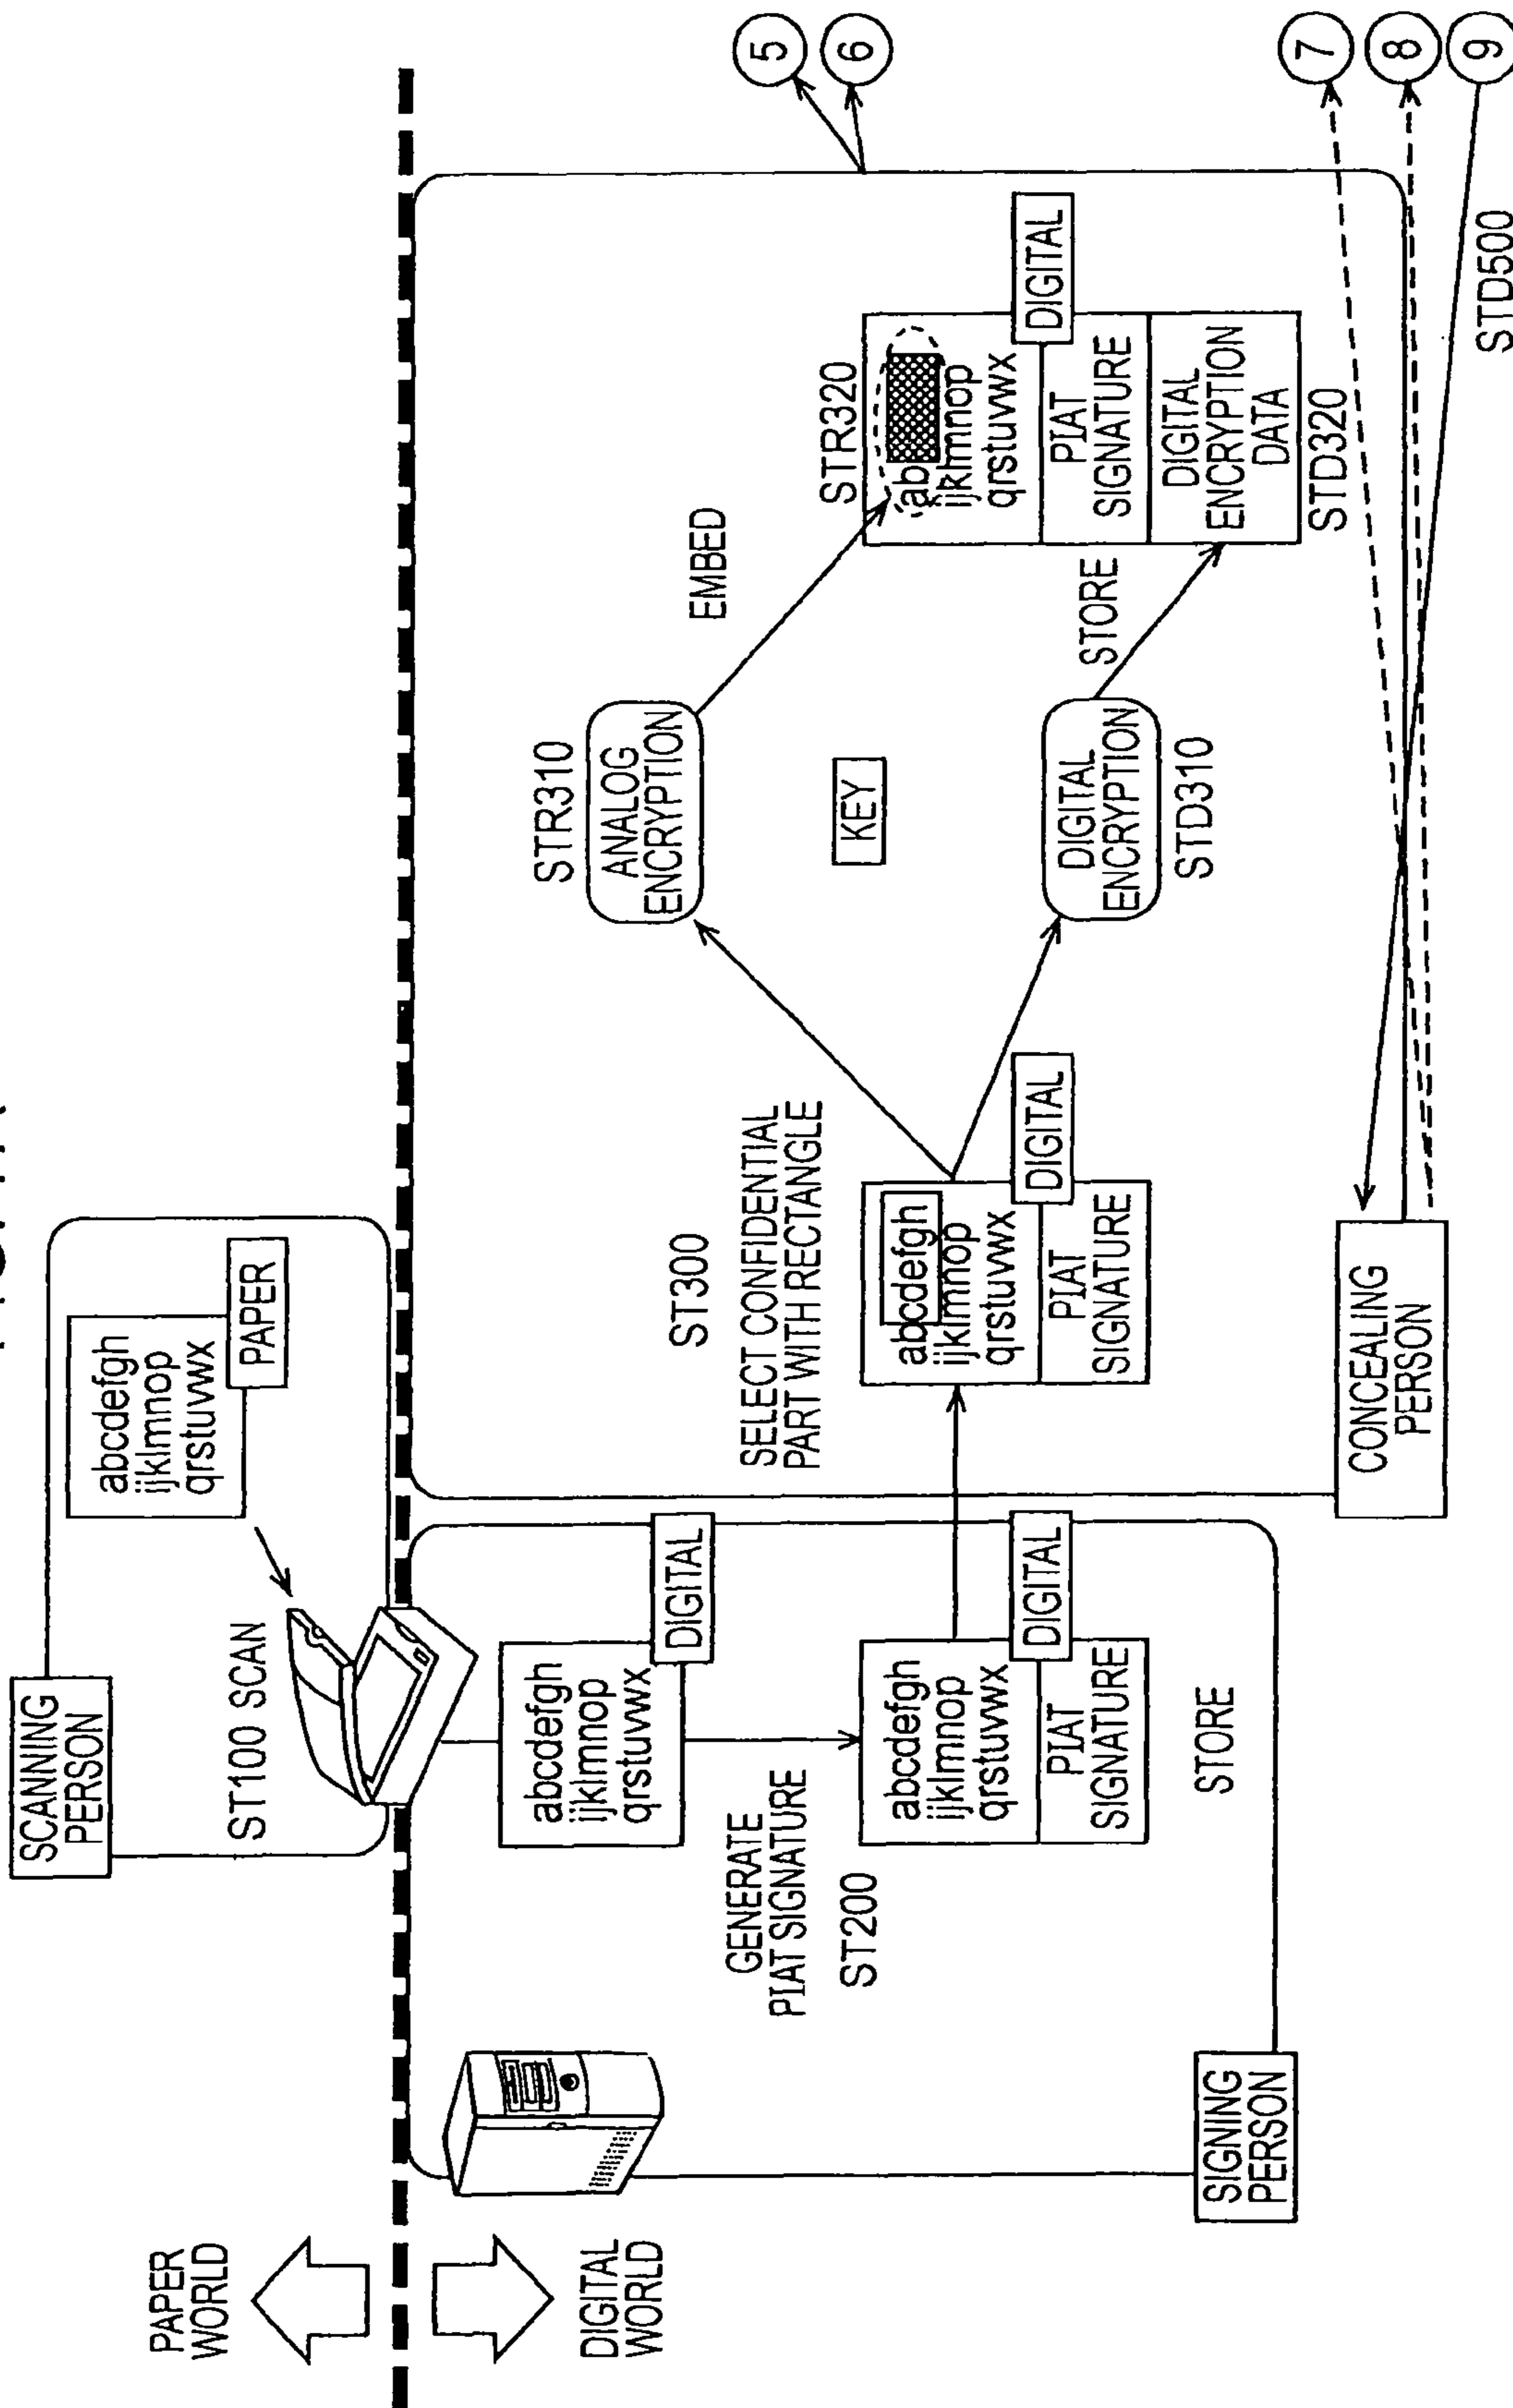 SCANNING
PERSON
PAPER
WORLD
ST100 SCAN
abcdefgh
ijklmnop
qrstuvwx
PAPER
DIGITAL
WORLD
abcdefgh
ijklmnop
qrstuvwx
DIGITAL
GENERATE
PIAT SIGNATURE
ST200
abcdefgh
ijklmnop
qrstuvwx
DIGITAL
PIAT
SIGNATURE
STORE
SIGNING
PERSON
ST300
SELECT CONFIDENTIAL
PART WITH RECTANGLE
abcdefgh
ijklmnop
qrstuvwx
DIGITAL
PIAT
SIGNATURE
CONCEALING
PERSON
STR310
ANALOG
ENCRYPTION
KEY
DIGITAL
ENCRYPTION
STD310
EMBED
STORE
STR320
ab
ijklmnop
qrstuvwx
DIGITAL
PIAT
SIGNATURE
DIGITAL
ENCRYPTION
DATA
STD320
5
6
7
8
9
STD500